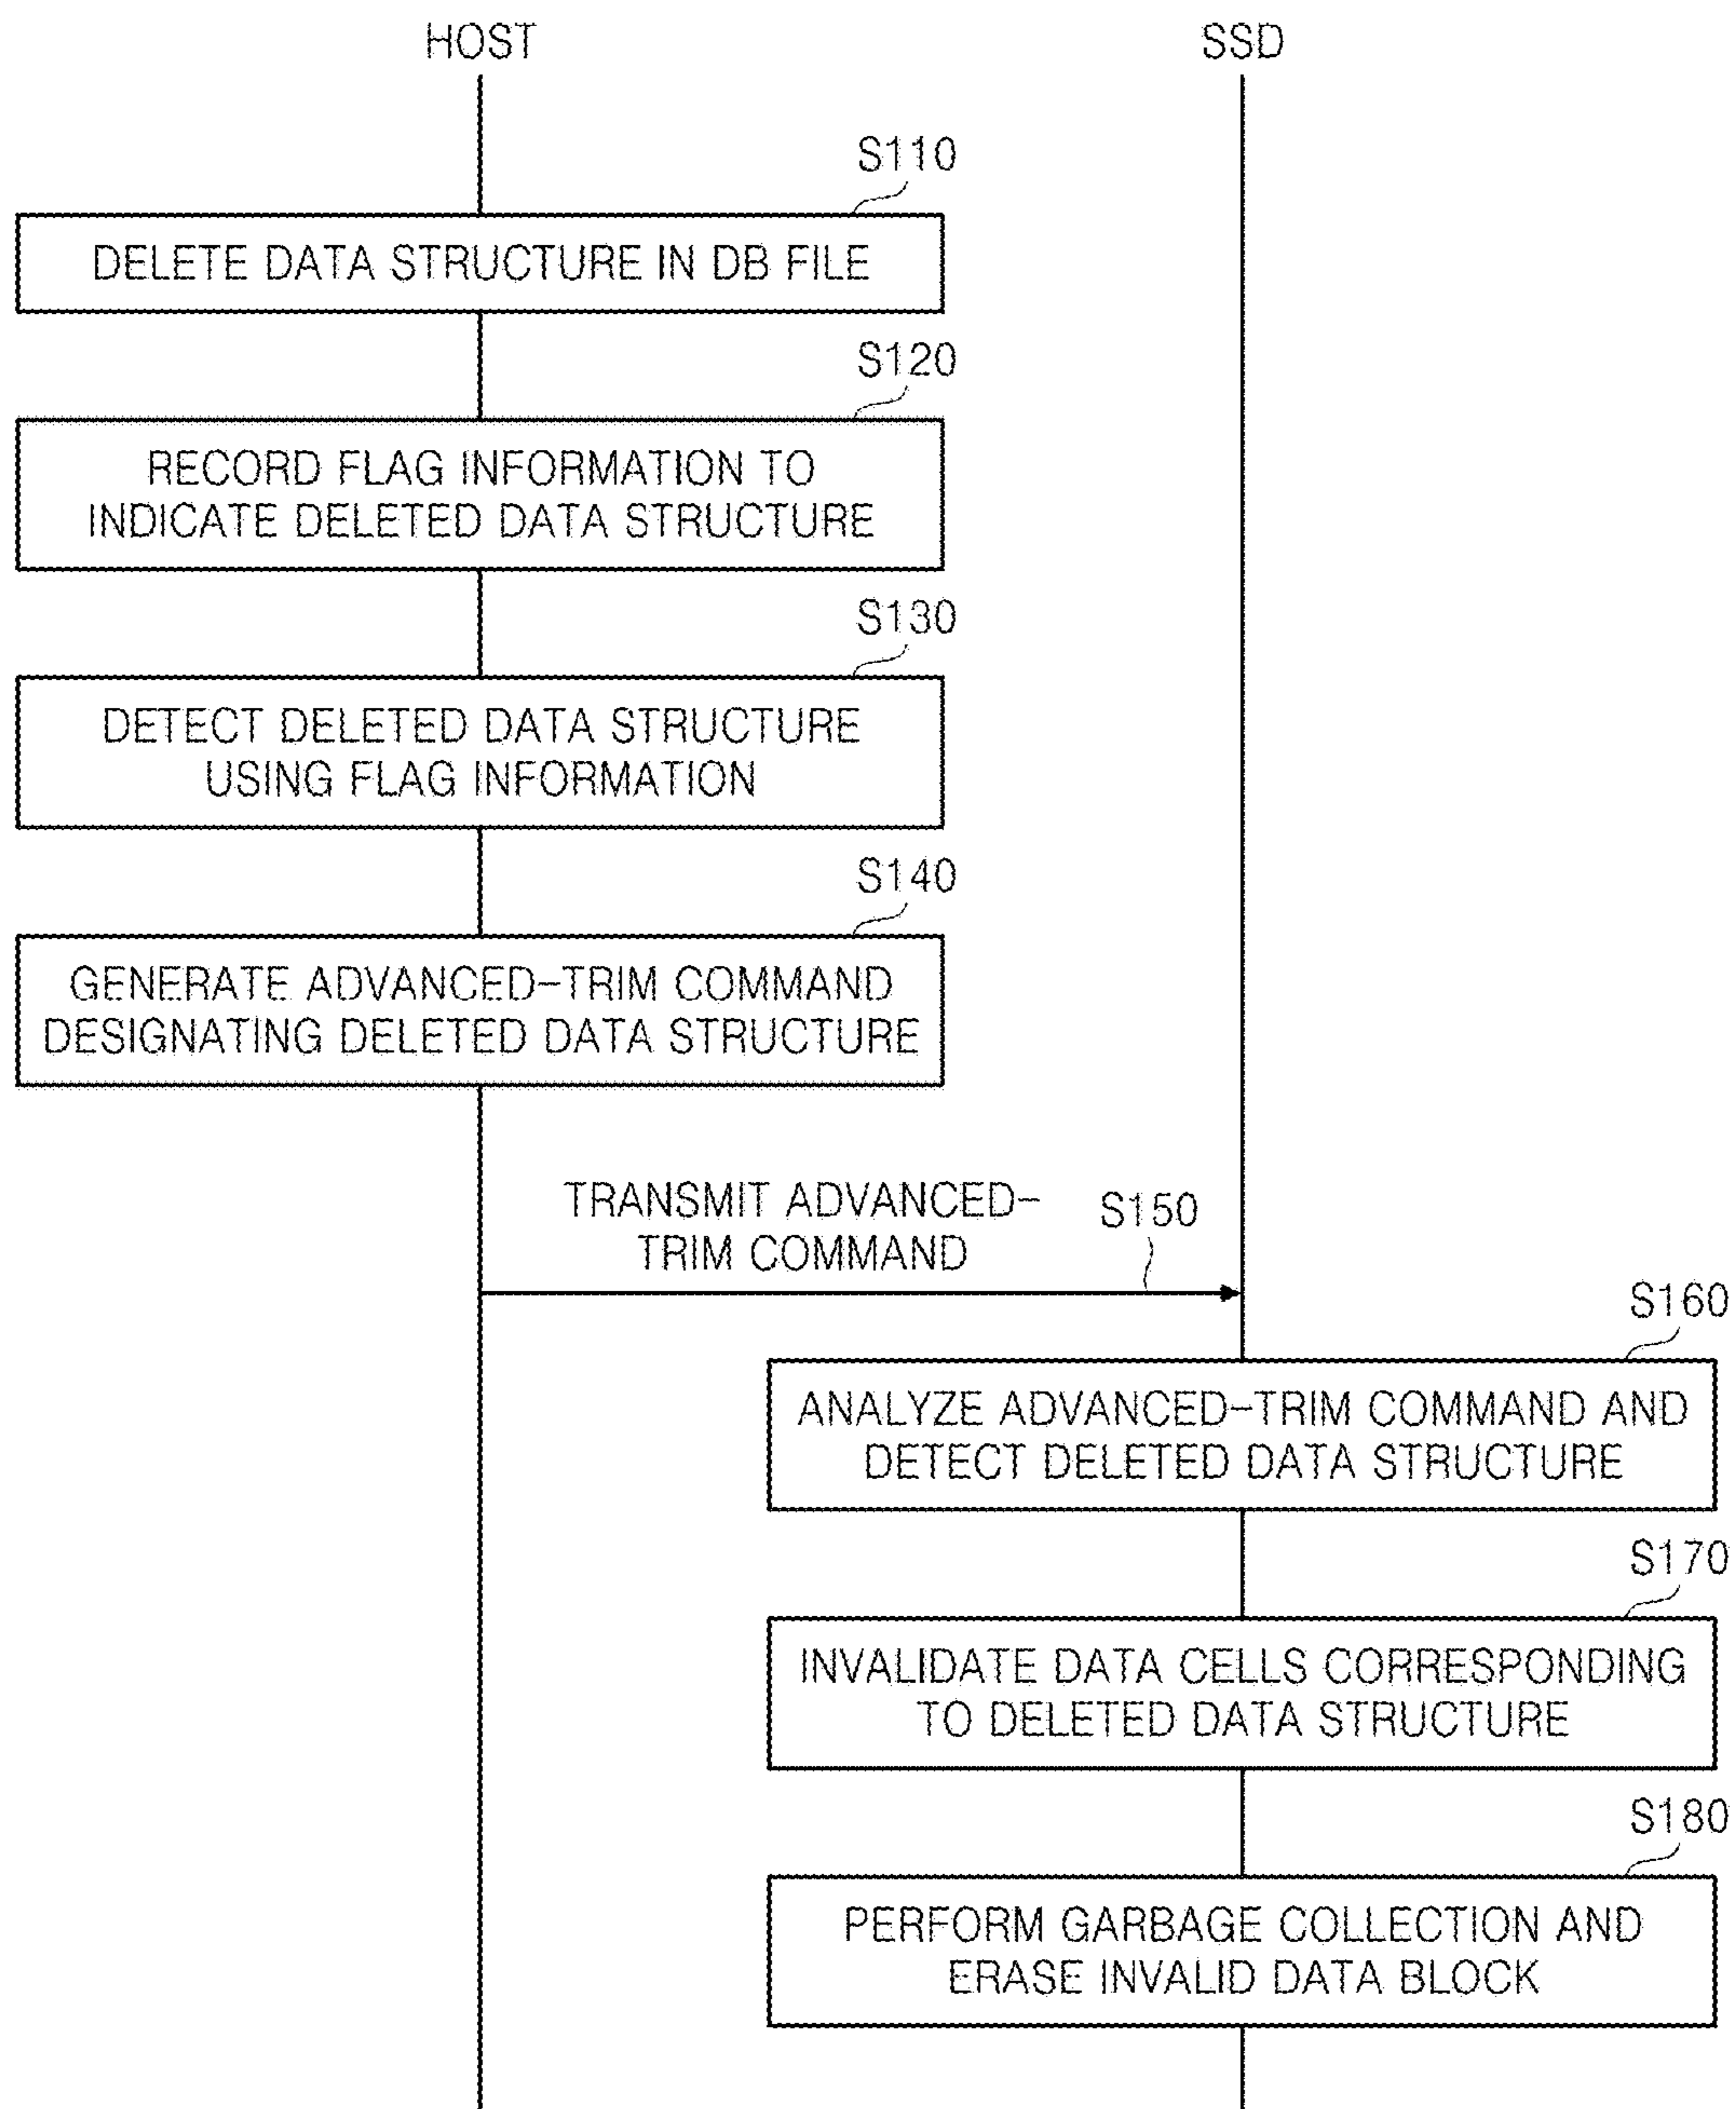 HOST
SSD
S110
DELETE DATA STRUCTURE IN DB FILE
S120
RECORD FLAG INFORMATION TO
INDICATE DELETED DATA STRUCTURE
S130
DETECT DELETED DATA STRUCTURE
USING FLAG INFORMATION
S140
GENERATE ADVANCED-TRIM COMMAND
DESIGNATING DELETED DATA STRUCTURE
TRANSMIT ADVANCED-
TRIM COMMAND
S150
S160
ANALYZE ADVANCED-TRIM COMMAND AND
DETECT DELETED DATA STRUCTURE
S170
INVALIDATE DATA CELLS CORRESPONDING
TO DELETED DATA STRUCTURE
S180
PERFORM GARBAGE COLLECTION AND
ERASE INVALID DATA BLOCK